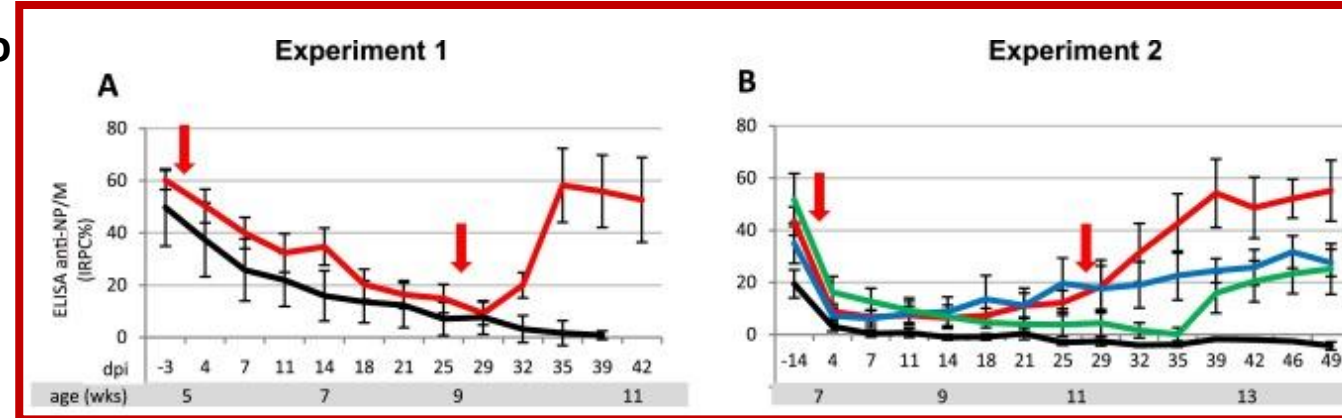 Experiment 1
Experiment 2
A
B
ELISA anti-NP/M
(IRPC%)
80
60
40
20
0
dpi -3 4 7 11 14 18 21 25 29 32 35 39 42
age (wks) 5 7 9 11
80
60
40
20
0
-14 4 7 11 14 18 21 25 29 32 35 39 42 46 49
7 9 11 13